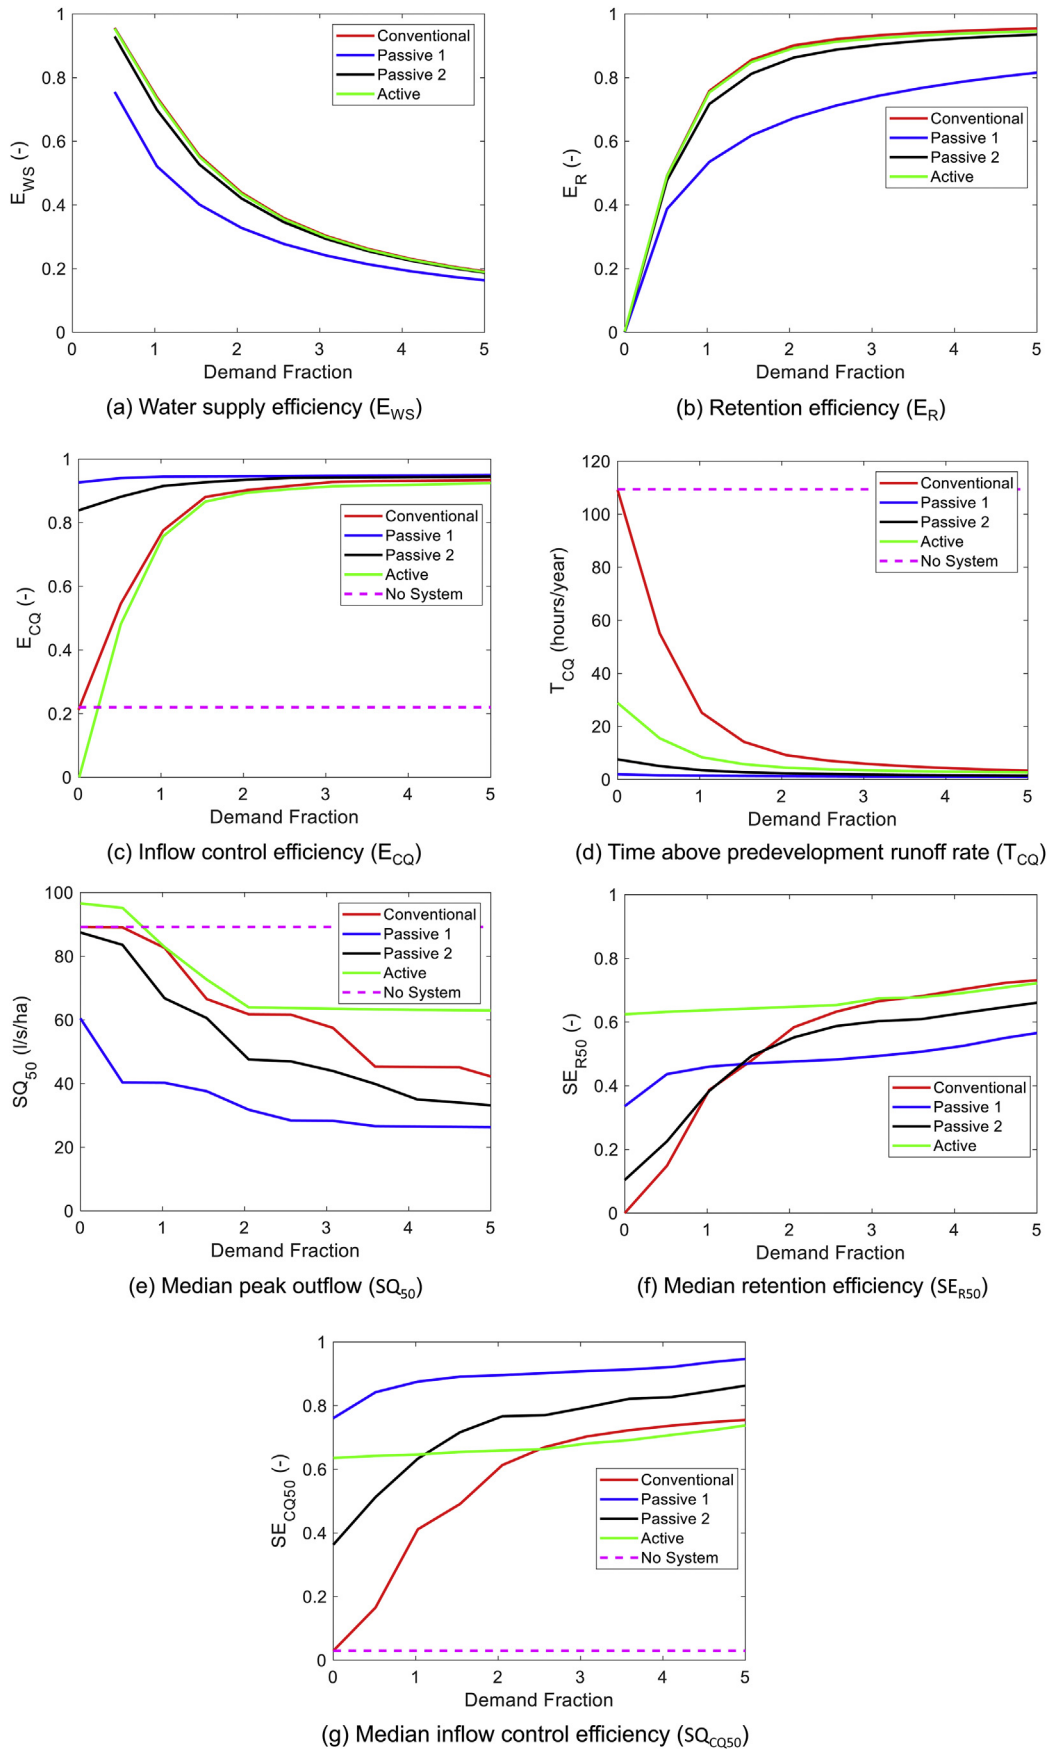 1
0.8
0.6
0.4
0.2
0
E_WS (-)
Conventional
Passive 1
Passive 2
Active
0 1 2 3 4 5
Demand Fraction
(a) Water supply efficiency (E_WS)
1
0.8
0.6
0.4
0.2
0
E_R (-)
Conventional
Passive 1
Passive 2
Active
0 1 2 3 4 5
Demand Fraction
(b) Retention efficiency (E_R)
1
0.8
0.6
0.4
0.2
0
E_CQ (-)
Conventional
Passive 1
Passive 2
Active
No System
0 1 2 3 4 5
Demand Fraction
(c) Inflow control efficiency (E_CQ)
120
100
80
60
40
20
0
T_CQ (hours/year)
Conventional
Passive 1
Passive 2
Active
No System
0 1 2 3 4 5
Demand Fraction
(d) Time above predevelopment runoff rate (T_CQ)
100
80
60
40
20
0
SQ_50 (l/s/ha)
Conventional
Passive 1
Passive 2
Active
No System
0 1 2 3 4 5
Demand Fraction
(e) Median peak outflow (SQ_50)
1
0.8
0.6
0.4
0.2
0
SE_R50 (-)
Conventional
Passive 1
Passive 2
Active
0 1 2 3 4 5
Demand Fraction
(f) Median retention efficiency (SE_R50)
1
0.8
0.6
0.4
0.2
0
SE_CQ50 (-)
Conventional
Passive 1
Passive 2
Active
No System
0 1 2 3 4 5
Demand Fraction
(g) Median inflow control efficiency (SQ_CQ50)